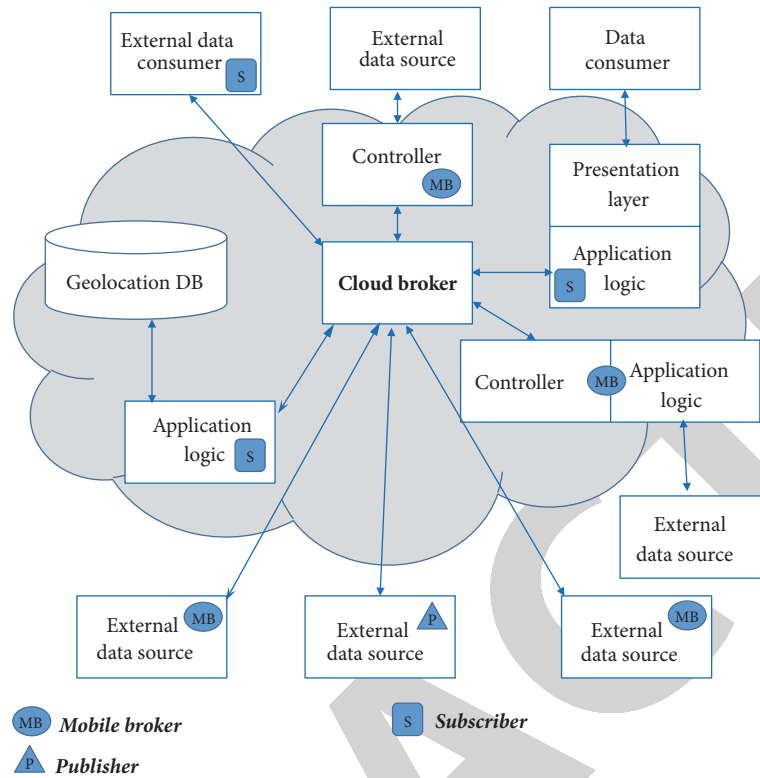 External data
consumer
S
External
data source
Data
consumer
Controller
MB
Presentation
layer
Geolocation DB
Cloud broker
Application
logic
S
Controller
MB
Application
logic
Application
logic
S
External
data source
External
data source
MB
External
data source
P
External
data source
MB
MB
Mobile broker
S
Subscriber
P
Publisher